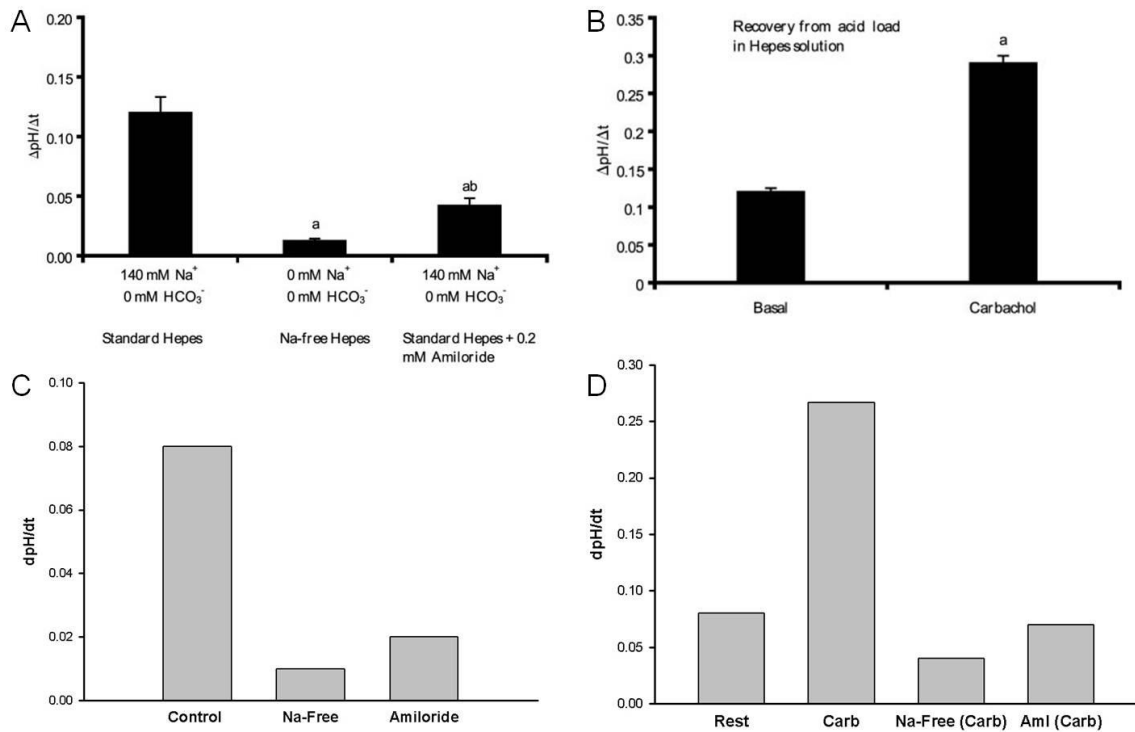 A
0.20
0.15
0.10
0.05
0.00
ΔpH/Δt
a
ab
140 mM Na⁺
0 mM HCO₃⁻
Standard Hepes
0 mM Na⁺
0 mM HCO₃⁻
Na-free Hepes
140 mM Na⁺
0 mM HCO₃⁻
Standard Hepes + 0.2
mM Amiloride
B
Recovery from acid load
in Hepes solution
0.35
0.3
0.25
0.2
0.15
0.1
0.05
0
ΔpH/Δt
a
Basal
Carbachol
C
0.10
0.08
0.06
0.04
0.02
0.00
dpH/dt
Control
Na-Free
Amiloride
D
0.30
0.25
0.20
0.15
0.10
0.05
0.00
dpH/dt
Rest
Carb
Na-Free (Carb)
Aml (Carb)